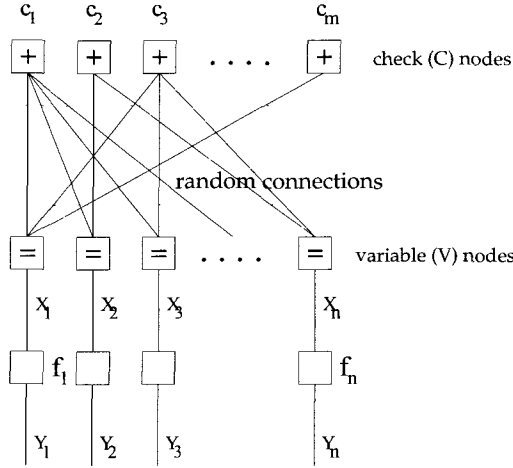 c1 c2 c3 cm
+ + + . . . . + check (C) nodes
random connections
= = = . . . . = variable (V) nodes
X1 X2 X3 Xn
f1 fn
Y1 Y2 Y3 Yn